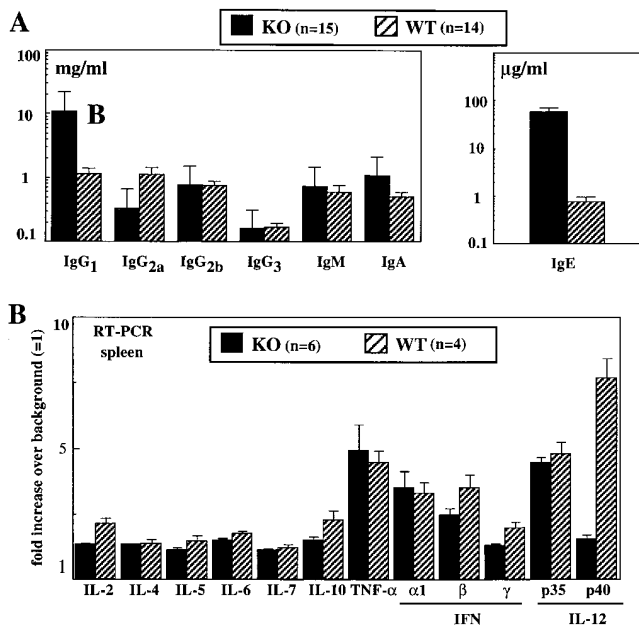 A
KO (n=15) WT (n=14)
mg/ml
B
10
1
0.1
IgG1 IgG2a IgG2b IgG3 IgM IgA
µg/ml
100
10
1
0.1
IgE
B
RT-PCR
spleen
KO (n=6) WT (n=4)
fold increase over background (=1)
10
5
1
IL-2 IL-4 IL-5 IL-6 IL-7 IL-10 TNF-α α1 β γ p35 p40
IFN IL-12